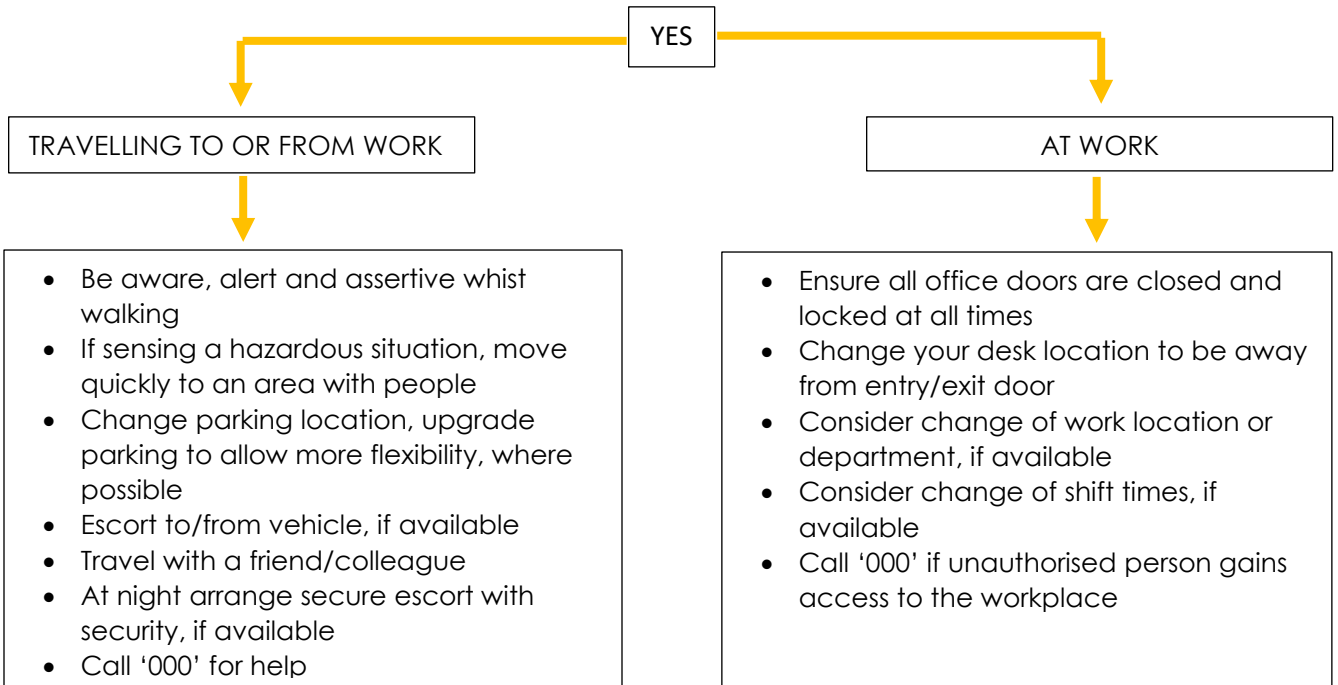 YES
TRAVELLING TO OR FROM WORK
• Be aware, alert and assertive whist
walking
• If sensing a hazardous situation, move
quickly to an area with people
• Change parking location, upgrade
parking to allow more flexibility, where
possible
• Escort to/from vehicle, if available
• Travel with a friend/colleague
• At night arrange secure escort with
security, if available
• Call ‘000’ for help
AT WORK
• Ensure all office doors are closed and
locked at all times
• Change your desk location to be away
from entry/exit door
• Consider change of work location or
department, if available
• Consider change of shift times, if
available
• Call ‘000’ if unauthorised person gains
access to the workplace